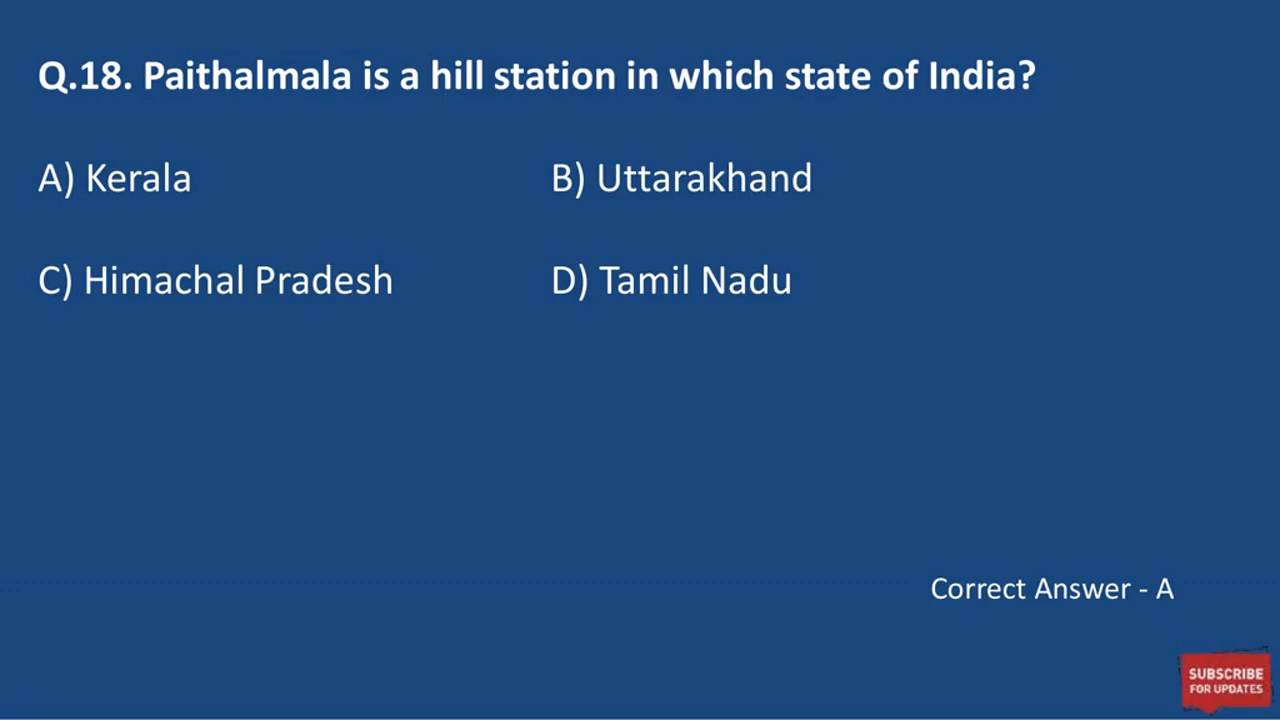 Q.18. Paithalmala is a hill station in which state of India?
A) Kerala B) Uttarakhand
C) Himachal Pradesh D) Tamil Nadu
Correct Answer - A
SUBSCRIBE
FOR UPDATES